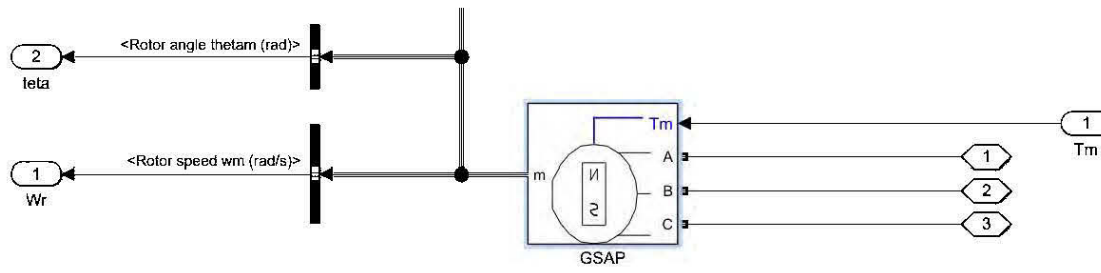 2
teta
<Rotor angle thetam (rad)>
1
Wr
<Rotor speed wm (rad/s)>
m
Tm
A
B
C
N
S
GSAP
1
Tm
1
2
3